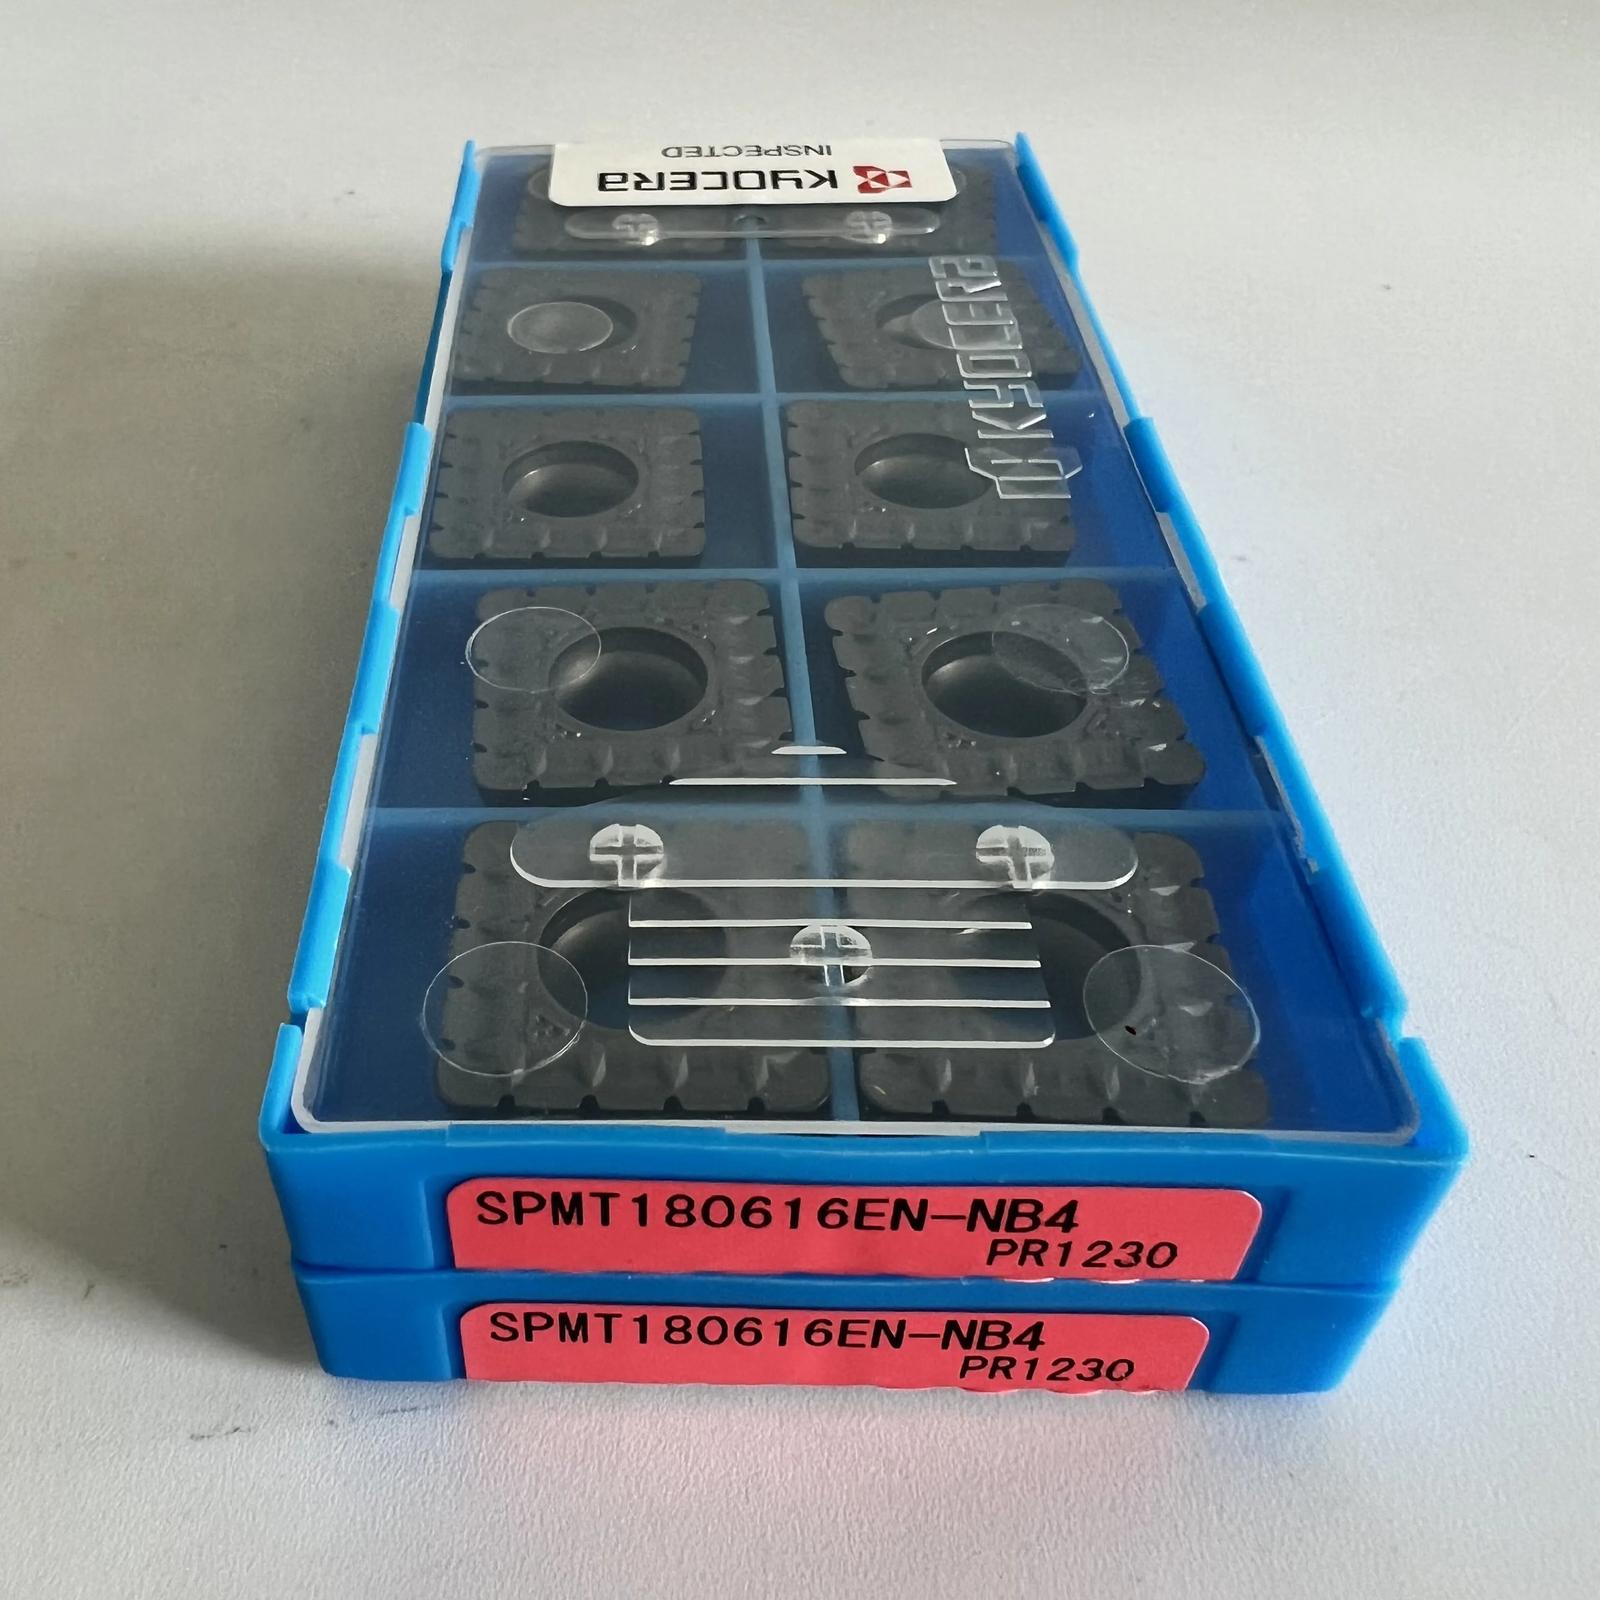 KYOCERA
INSPECTED
KYOCERA
SPMT180616EN-NB4
PR1230
SPMT180616EN-NB4
PR1230